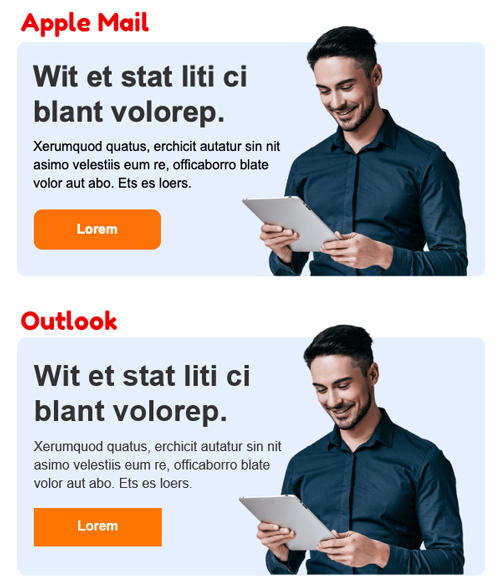 Apple Mail
Wit et stat liti ci
blant volorep.
Xerumquod quatus, erchicit autatur sin nit
asimo velestiis eum re, officaborro blate
volor aut abo. Ets es loers.
Lorem
Outlook
Wit et stat liti ci
blant volorep.
Xerumquod quatus, erchicit autatur sin nit
asimo velestiis eum re, officaborro blate
volor aut abo. Ets es loers.
Lorem